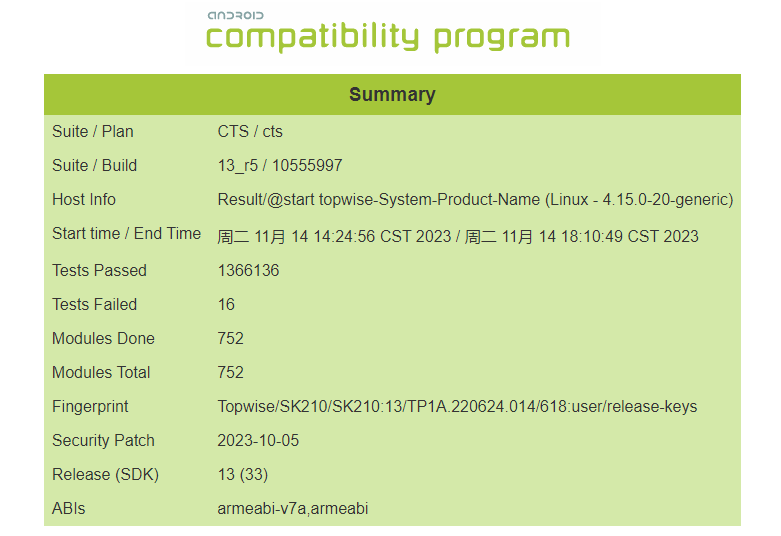 ANDROID
compatibility program
Summary
Suite / Plan CTS / cts
Suite / Build 13_r5 / 10555997
Host Info Result/@start topwise-System-Product-Name (Linux - 4.15.0-20-generic)
Start time / End Time 周二 11月 14 14:24:56 CST 2023 / 周二 11月 14 18:10:49 CST 2023
Tests Passed 1366136
Tests Failed 16
Modules Done 752
Modules Total 752
Fingerprint Topwise/SK210/SK210:13/TP1A.220624.014/618:user/release-keys
Security Patch 2023-10-05
Release (SDK) 13 (33)
ABIs armeabi-v7a,armeabi